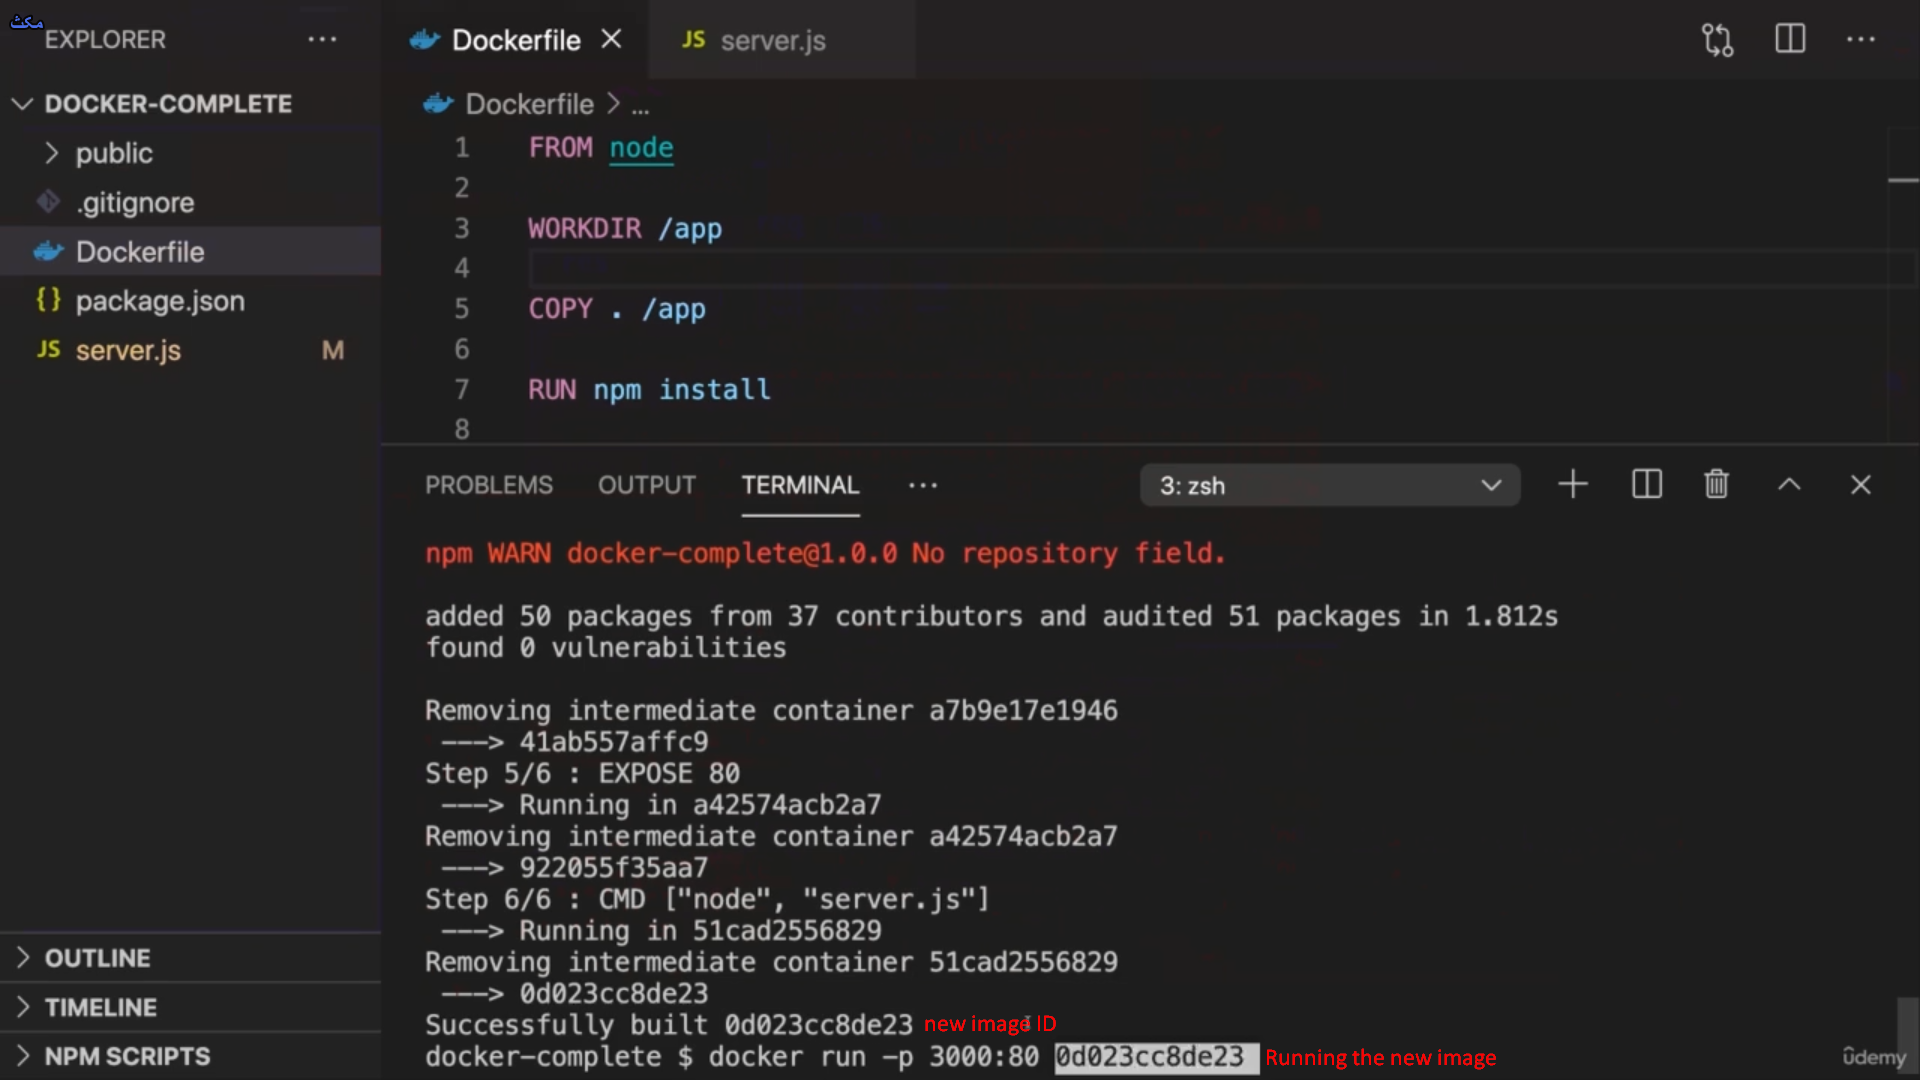 مكث
EXPLORER ...
DOCKER-COMPLETE
public
.gitignore
Dockerfile
package.json
JS server.js M
OUTLINE
TIMELINE
NPM SCRIPTS
Dockerfile
JS server.js
Dockerfile > ...
1 FROM node
2
3 WORKDIR /app
4
5 COPY . /app
6
7 RUN npm install
8
PROBLEMS OUTPUT TERMINAL ... 3: zsh
npm WARN docker-complete@1.0.0 No repository field.
added 50 packages from 37 contributors and audited 51 packages in 1.812s
found 0 vulnerabilities
Removing intermediate container a7b9e17e1946
---> 41ab557affc9
Step 5/6 : EXPOSE 80
---> Running in a42574acb2a7
Removing intermediate container a42574acb2a7
---> 922055f35aa7
Step 6/6 : CMD ["node", "server.js"]
---> Running in 51cad2556829
Removing intermediate container 51cad2556829
---> 0d023cc8de23
Successfully built 0d023cc8de23 new image ID
docker-complete $ docker run -p 3000:80 0d023cc8de23 Running the new image
ûdemy